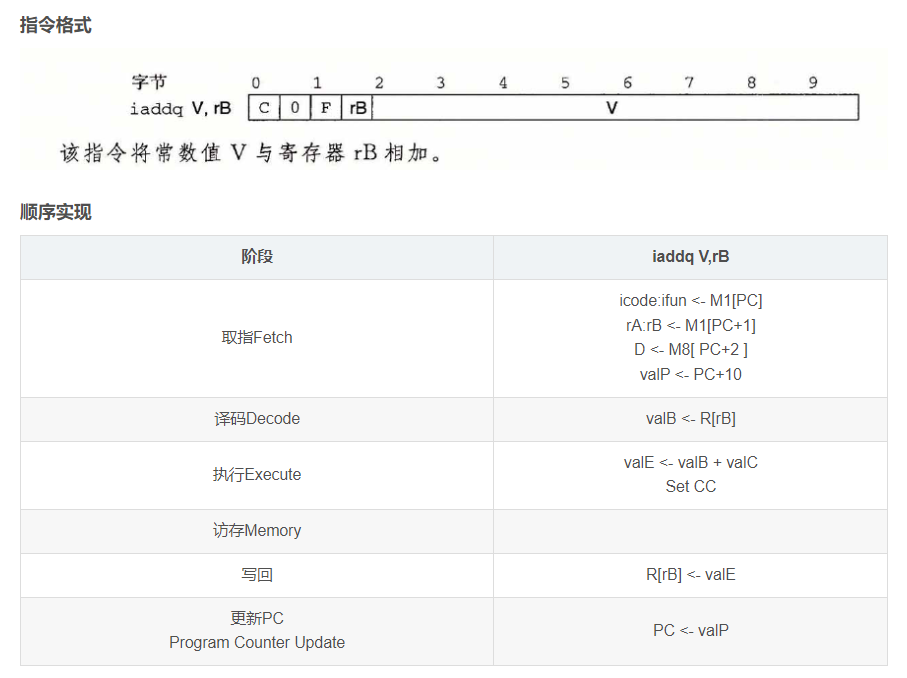 指令格式
字节 0 1 2 3 4 5 6 7 8 9
iaddq V, rB C 0 F rB V
该指令将常数值 V 与寄存器 rB 相加。
顺序实现
阶段 iaddq V,rB
取指Fetch
icode:ifun <- M1[PC]
rA:rB <- M1[PC+1]
D <- M8[ PC+2 ]
valP <- PC+10
译码Decode valB <- R[rB]
执行Execute
valE <- valB + valC
Set CC
访存Memory
写回 R[rB] <- valE
更新PC
Program Counter Update
PC <- valP